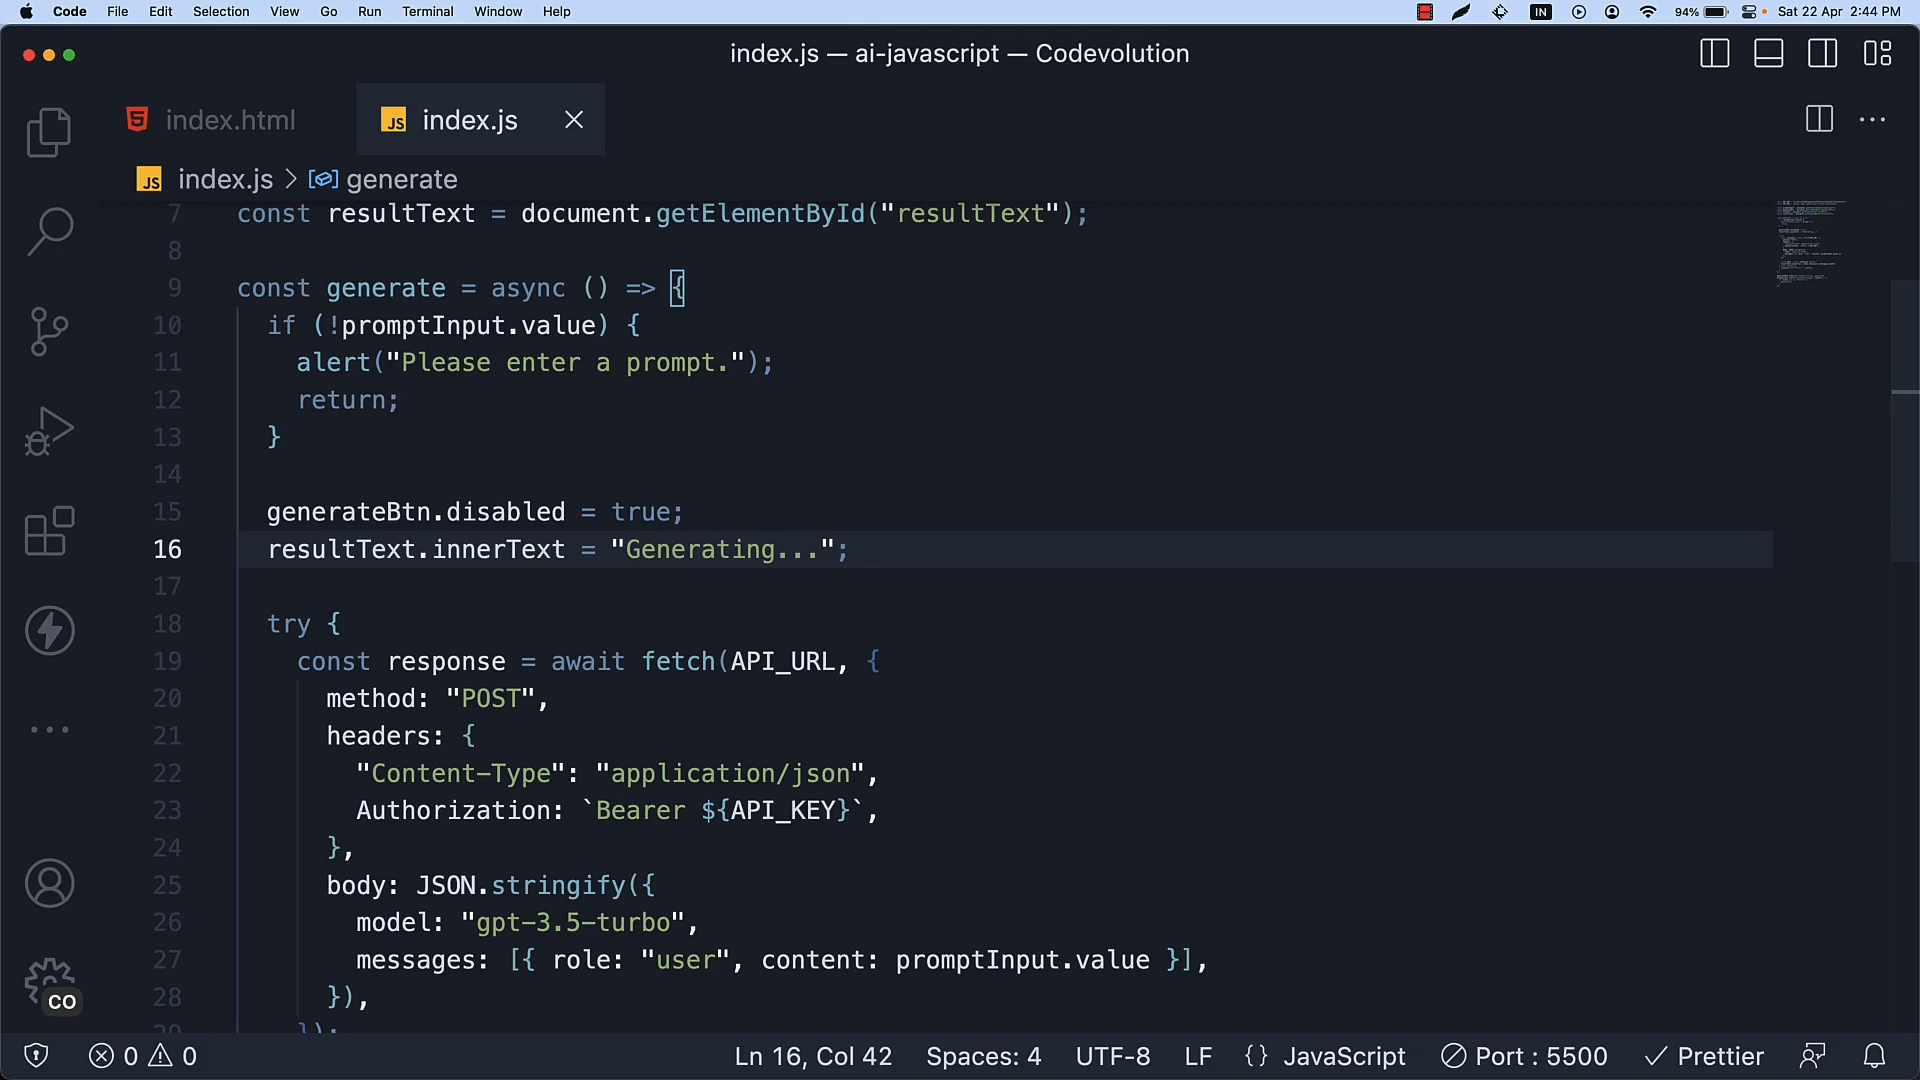 Code File Edit Selection View Go Run Terminal Window Help IN 94% Sat 22 Apr 2:44 PM
index.js — ai-javascript — Codevolution
index.html
JS index.js
JS index.js > generate
7 const resultText = document.getElementById("resultText");
8
9 const generate = async () => {
10 if (!promptInput.value) {
11 alert("Please enter a prompt.");
12 return;
13 }
14
15 generateBtn.disabled = true;
16 resultText.innerText = "Generating...";
17
18 try {
19 const response = await fetch(API_URL, {
20 method: "POST",
21 headers: {
22 "Content-Type": "application/json",
23 Authorization: `Bearer ${API_KEY}`,
24 },
25 body: JSON.stringify({
26 model: "gpt-3.5-turbo",
27 messages: [{ role: "user", content: promptInput.value }],
28 }),
29 });
CO
0 0 Ln 16, Col 42 Spaces: 4 UTF-8 LF {} JavaScript Port : 5500 Prettier